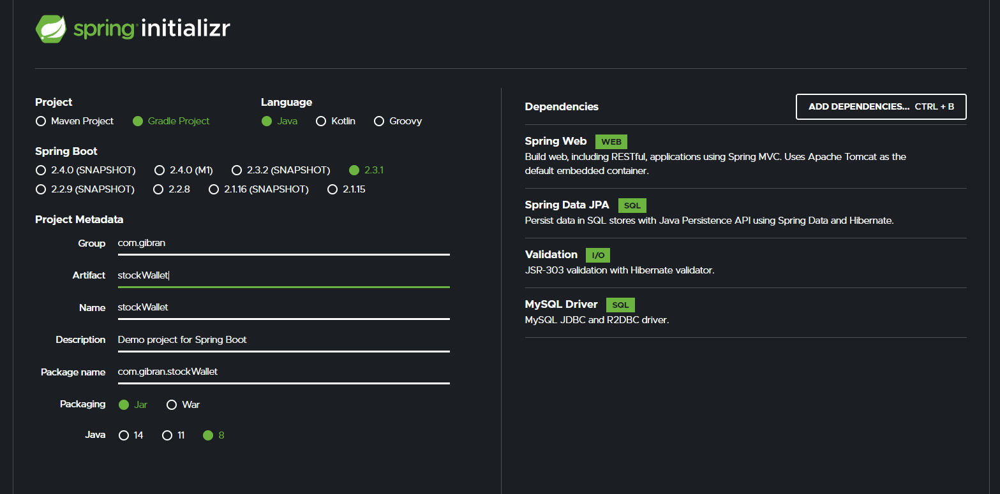 spring initializr
Project
Maven Project Gradle Project
Language
Java Kotlin Groovy
Spring Boot
2.4.0 (SNAPSHOT) 2.4.0 (M1) 2.3.2 (SNAPSHOT) 2.3.1
2.2.9 (SNAPSHOT) 2.2.8 2.1.16 (SNAPSHOT) 2.1.15
Project Metadata
Group com.gibran
Artifact stockWallet
Name stockWallet
Description Demo project for Spring Boot
Package name com.gibran.stockWallet
Packaging Jar War
Java 14 11 8
Dependencies ADD DEPENDENCIES... CTRL + B
Spring Web WEB
Build web, including RESTful, applications using Spring MVC. Uses Apache Tomcat as the
default embedded container.
Spring Data JPA SQL
Persist data in SQL stores with Java Persistence API using Spring Data and Hibernate.
Validation I/O
JSR-303 validation with Hibernate validator.
MySQL Driver SQL
MySQL JDBC and R2DBC driver.